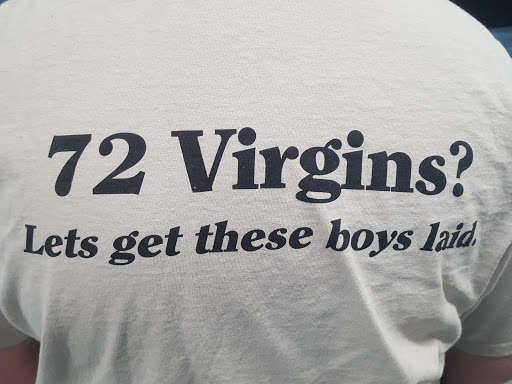 72 Virgins?
Lets get these boys laid.